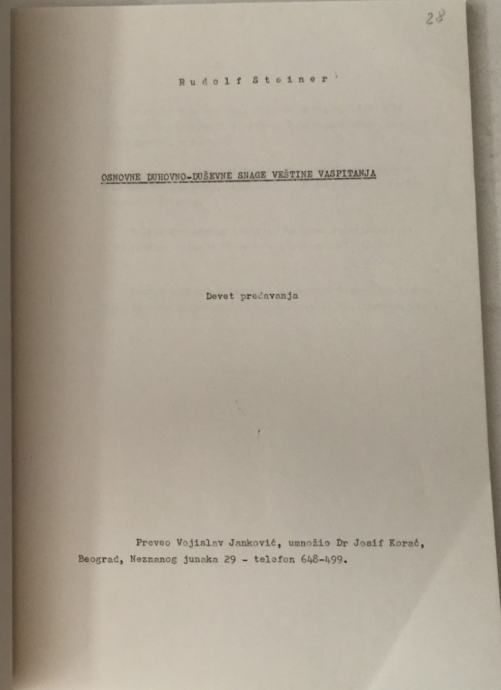 28
Rudolf Steiner
OSNOVNE DUHOVNO-DUŠEVNE SNAGE VEŠTINE VASPITANJA
Devet predavanja
Preveo Vojislav Janković, umnožio Dr Josif Korać,
Beograd, Neznanog junaka 29 - telefon 648-499.